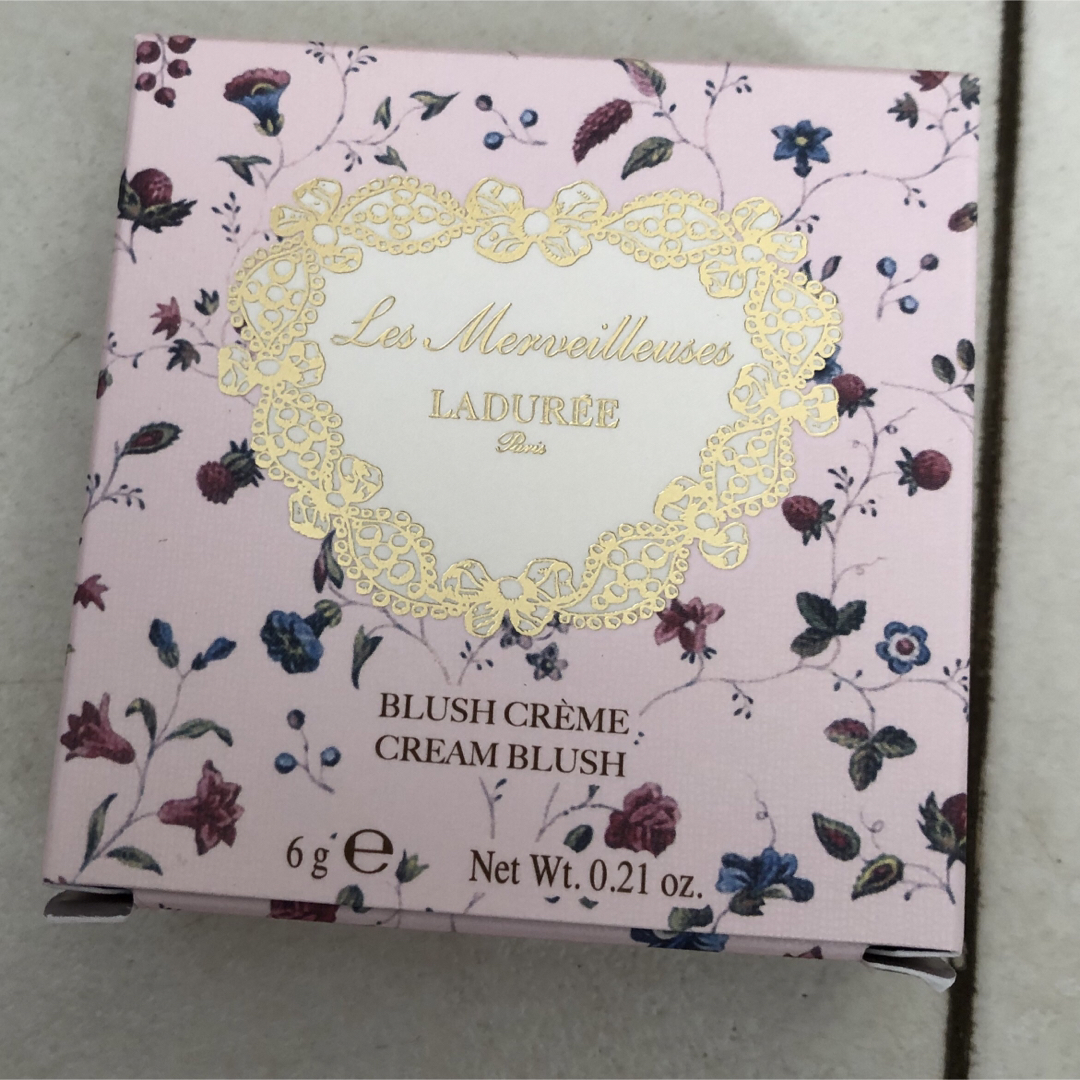 Les Merveilleuses
LADURÉE
Paris
BLUSH CRÈME
CREAM BLUSH
6 g ℮ Net Wt. 0.21 oz.